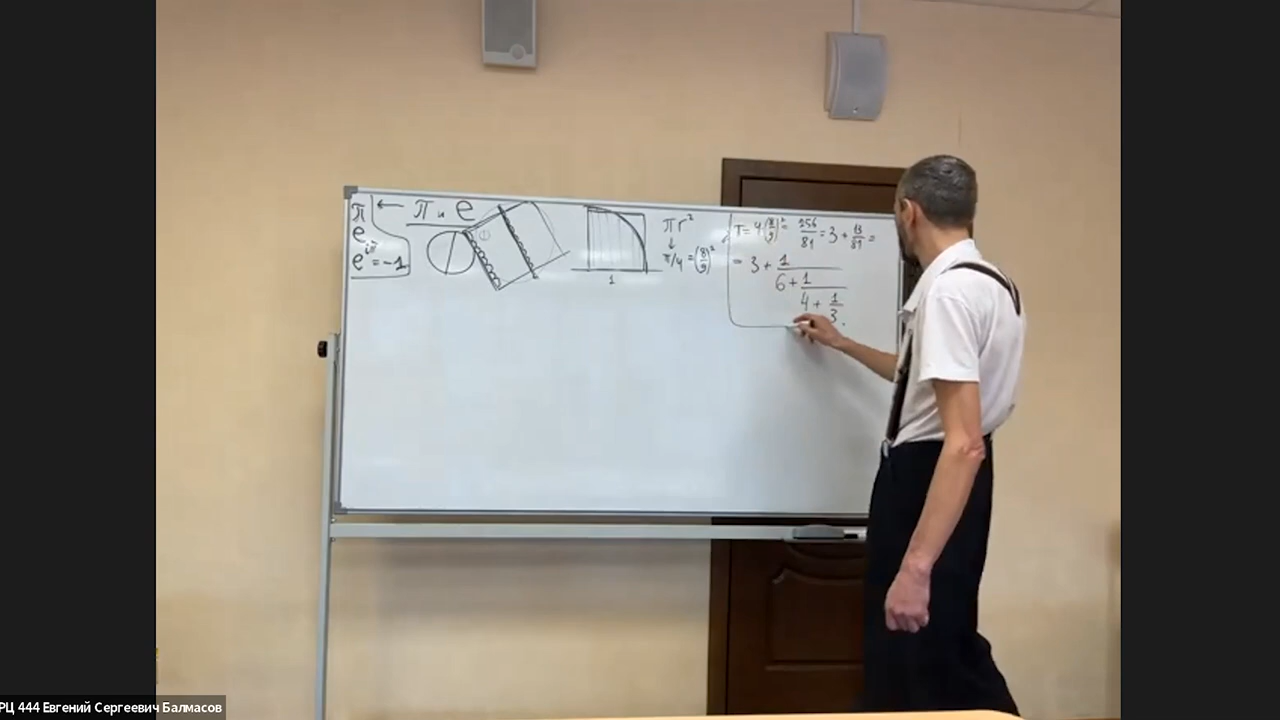 π ← π и e
e
e^{iπ} = -1
1
πr²
↓
π/4 = (8/9)²
π = 4·(8/9)² = 256/81 = 3 + 13/81 =
= 3 + 1/(6 + 1/(4 + 1/3)).
РЦ 444 Евгений Сергеевич Балмасов